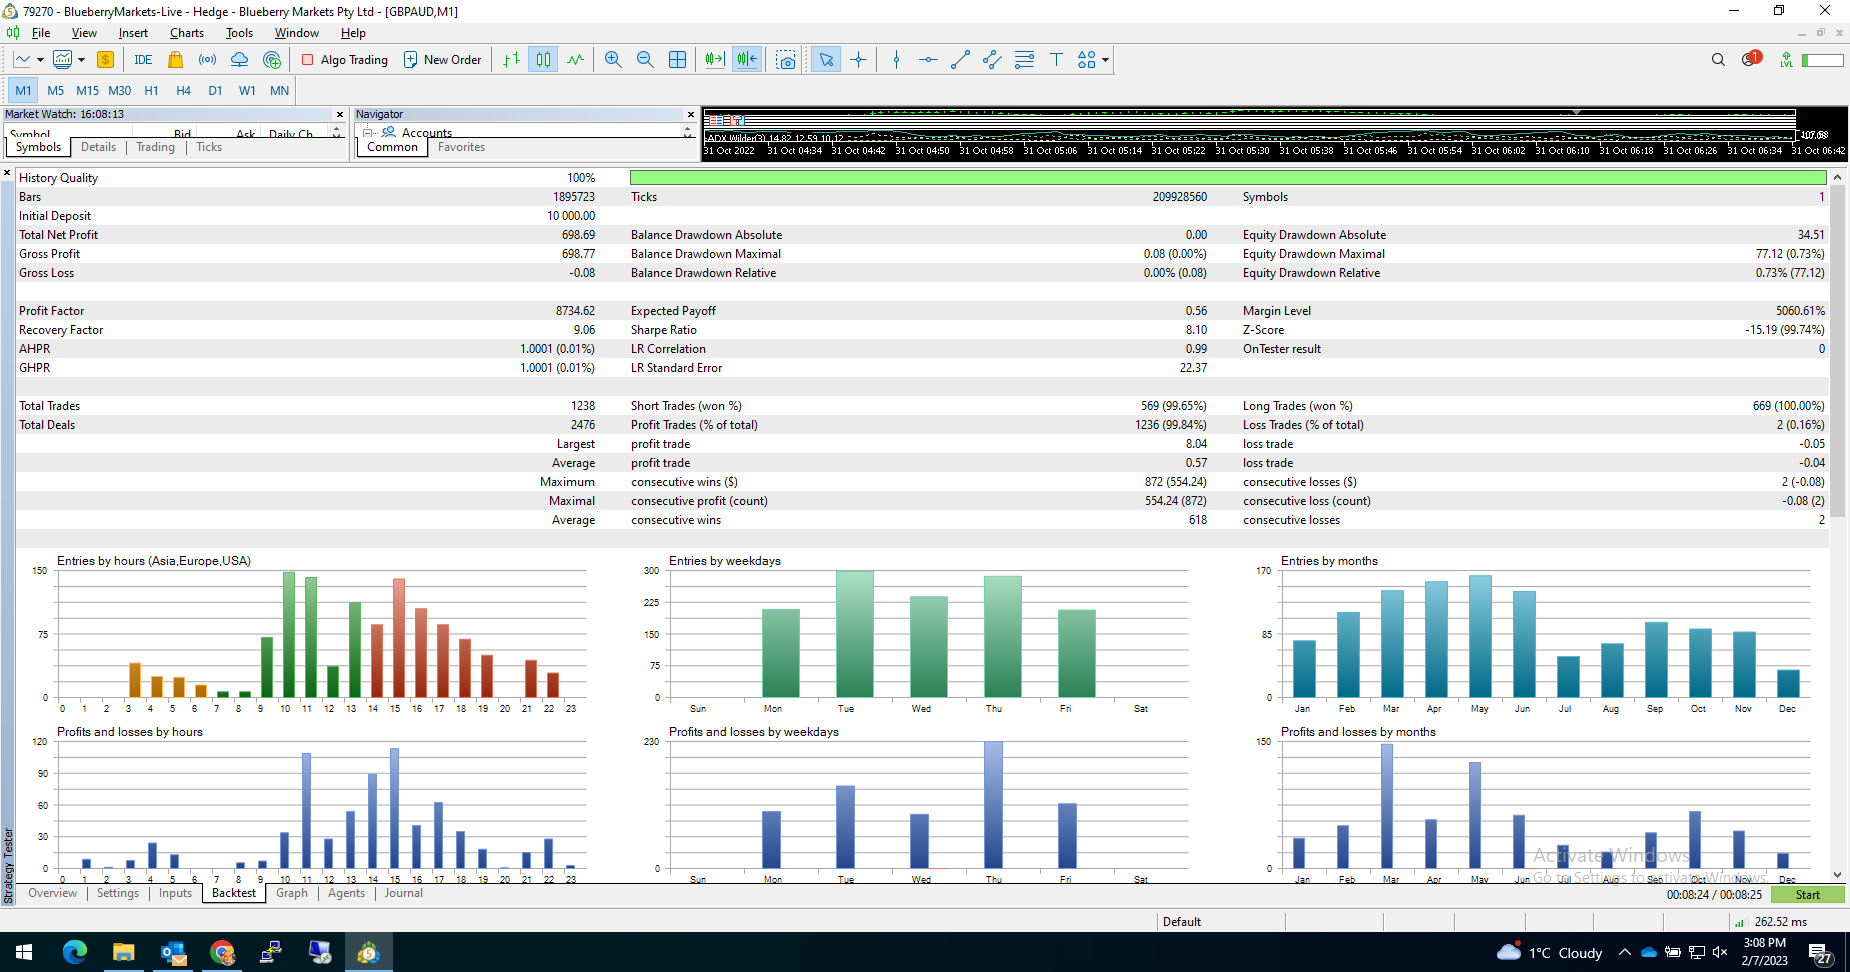 79270 - BlueberryMarkets-Live - Hedge - Blueberry Markets Pty Ltd - [GBPAUD,M1]
File View Insert Charts Tools Window Help
IDE Algo Trading New Order 1 LVL
M1 M5 M15 M30 H1 H4 D1 W1 MN
Market Watch: 16:08:13
Symbol Bid Ask Daily Ch...
Symbols Details Trading Ticks
Navigator
Accounts
Common Favorites
ADX Wilder(3) 14.82 12.59 10.12
31 Oct 2022 31 Oct 04:34 31 Oct 04:42 31 Oct 04:50 31 Oct 04:58 31 Oct 05:06 31 Oct 05:14 31 Oct 05:22 31 Oct 05:30 31 Oct 05:38 31 Oct 05:46 31 Oct 05:54 31 Oct 06:02 31 Oct 06:10 31 Oct 06:18 31 Oct 06:26 31 Oct 06:34 31 Oct 06:42
History Quality 100%
Bars 1895723 Ticks 209928560 Symbols 1
Initial Deposit 10 000.00
Total Net Profit 698.69 Balance Drawdown Absolute 0.00 Equity Drawdown Absolute 34.51
Gross Profit 698.77 Balance Drawdown Maximal 0.08 (0.00%) Equity Drawdown Maximal 77.12 (0.73%)
Gross Loss -0.08 Balance Drawdown Relative 0.00% (0.08) Equity Drawdown Relative 0.73% (77.12)
Profit Factor 8734.62 Expected Payoff 0.56 Margin Level 5060.61%
Recovery Factor 9.06 Sharpe Ratio 8.10 Z-Score -15.19 (99.74%)
AHPR 1.0001 (0.01%) LR Correlation 0.99 OnTester result 0
GHPR 1.0001 (0.01%) LR Standard Error 22.37
Total Trades 1238 Short Trades (won %) 569 (99.65%) Long Trades (won %) 669 (100.00%)
Total Deals 2476 Profit Trades (% of total) 1236 (99.84%) Loss Trades (% of total) 2 (0.16%)
Largest profit trade 8.04 loss trade -0.05
Average profit trade 0.57 loss trade -0.04
Maximum consecutive wins ($) 872 (554.24) consecutive losses ($) 2 (-0.08)
Maximal consecutive profit (count) 554.24 (872) consecutive loss (count) -0.08 (2)
Average consecutive wins 618 consecutive losses 2
Entries by hours (Asia,Europe,USA)
150
75
0
0 1 2 3 4 5 6 7 8 9 10 11 12 13 14 15 16 17 18 19 20 21 22 23
Entries by weekdays
300
225
150
75
0
Sun Mon Tue Wed Thu Fri Sat
Entries by months
170
85
0
Jan Feb Mar Apr May Jun Jul Aug Sep Oct Nov Dec
Profits and losses by hours
120
90
60
30
0
0 1 2 3 4 5 6 7 8 9 10 11 12 13 14 15 16 17 18 19 20 21 22 23
Profits and losses by weekdays
230
0
Sun Mon Tue Wed Thu Fri Sat
Profits and losses by months
150
0
Jan Feb Mar Apr May Jun Jul Aug Sep Oct Nov Dec
Activate Windows
Go to Settings to activate Windows.
Strategy Tester
Overview Settings Inputs Backtest Graph Agents Journal
00:08:24 / 00:08:25 Start
Default 262.52 ms
1°C Cloudy
3:08 PM
2/7/2023
27